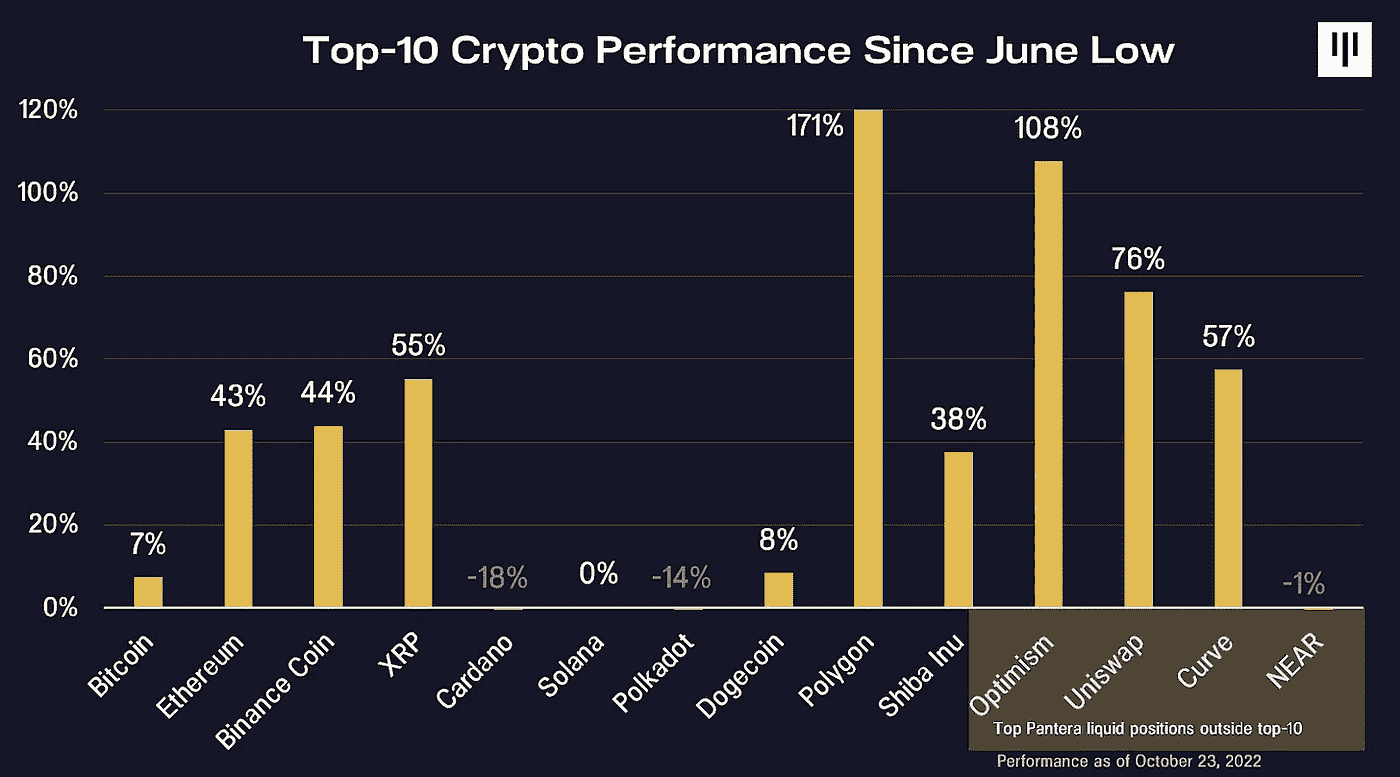 Top-10 Crypto Performance Since June Low
120%
100%
80%
60%
40%
20%
0%
7%
43%
44%
55%
-18%
0%
-14%
8%
171%
38%
108%
76%
57%
-1%
Bitcoin
Ethereum
Binance Coin
XRP
Cardano
Solana
Polkadot
Dogecoin
Polygon
Shiba Inu
Optimism
Uniswap
Curve
NEAR
Top Pantera liquid positions outside top-10
Performance as of October 23, 2022